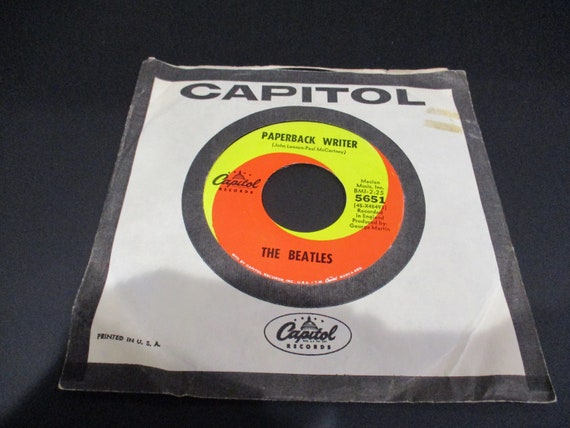 CAPITOL
PAPERBACK WRITER
(John Lennon-Paul McCartney)
Capitol
RECORDS
Maclen
Music, Inc.
BMI-2:25
5651
(45-X45497)
Recorded
in England
Produced by:
George Martin
THE BEATLES
Capitol
RECORDS
PRINTED IN U. S. A.